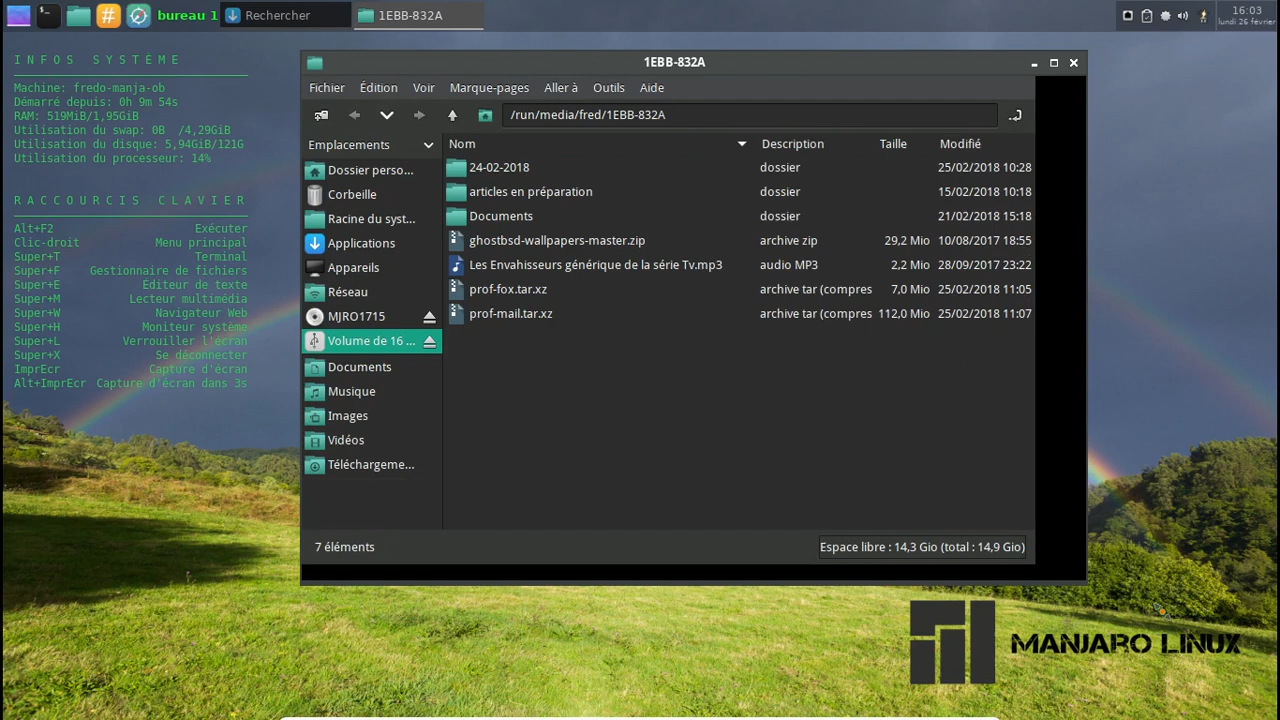 bureau 1
Rechercher
1EBB-832A
16:03
lundi 26 février
INFOS SYSTÈME
Machine: fredo-manja-ob
Démarré depuis: 0h 9m 54s
RAM: 519MiB/1,95GiB
Utilisation du swap: 0B /4,29GiB
Utilisation du disque: 5,94GiB/121G
Utilisation du processeur: 14%
RACCOURCIS CLAVIER
Alt+F2 Exécuter
Clic-droit Menu principal
Super+T Terminal
Super+F Gestionnaire de fichiers
Super+E Éditeur de texte
Super+M Lecteur multimédia
Super+W Navigateur Web
Super+H Moniteur système
Super+L Verrouiller l'écran
Super+X Se déconnecter
ImprEcr Capture d'écran
Alt+ImprEcr Capture d'écran dans 3s
1EBB-832A
Fichier Édition Voir Marque-pages Aller à Outils Aide
/run/media/fred/1EBB-832A
Emplacements
Dossier perso...
Corbeille
Racine du syst...
Applications
Appareils
Réseau
MJRO1715
Volume de 16 ...
Documents
Musique
Images
Vidéos
Téléchargeme...
Nom Description Taille Modifié
24-02-2018 dossier 25/02/2018 10:28
articles en préparation dossier 15/02/2018 10:18
Documents dossier 21/02/2018 15:18
ghostbsd-wallpapers-master.zip archive zip 29,2 Mio 10/08/2017 18:55
Les Envahisseurs générique de la série Tv.mp3 audio MP3 2,2 Mio 28/09/2017 23:22
prof-fox.tar.xz archive tar (compres 7,0 Mio 25/02/2018 11:05
prof-mail.tar.xz archive tar (compres 112,0 Mio 25/02/2018 11:07
7 éléments
Espace libre : 14,3 Gio (total : 14,9 Gio)
MANJARO LINUX